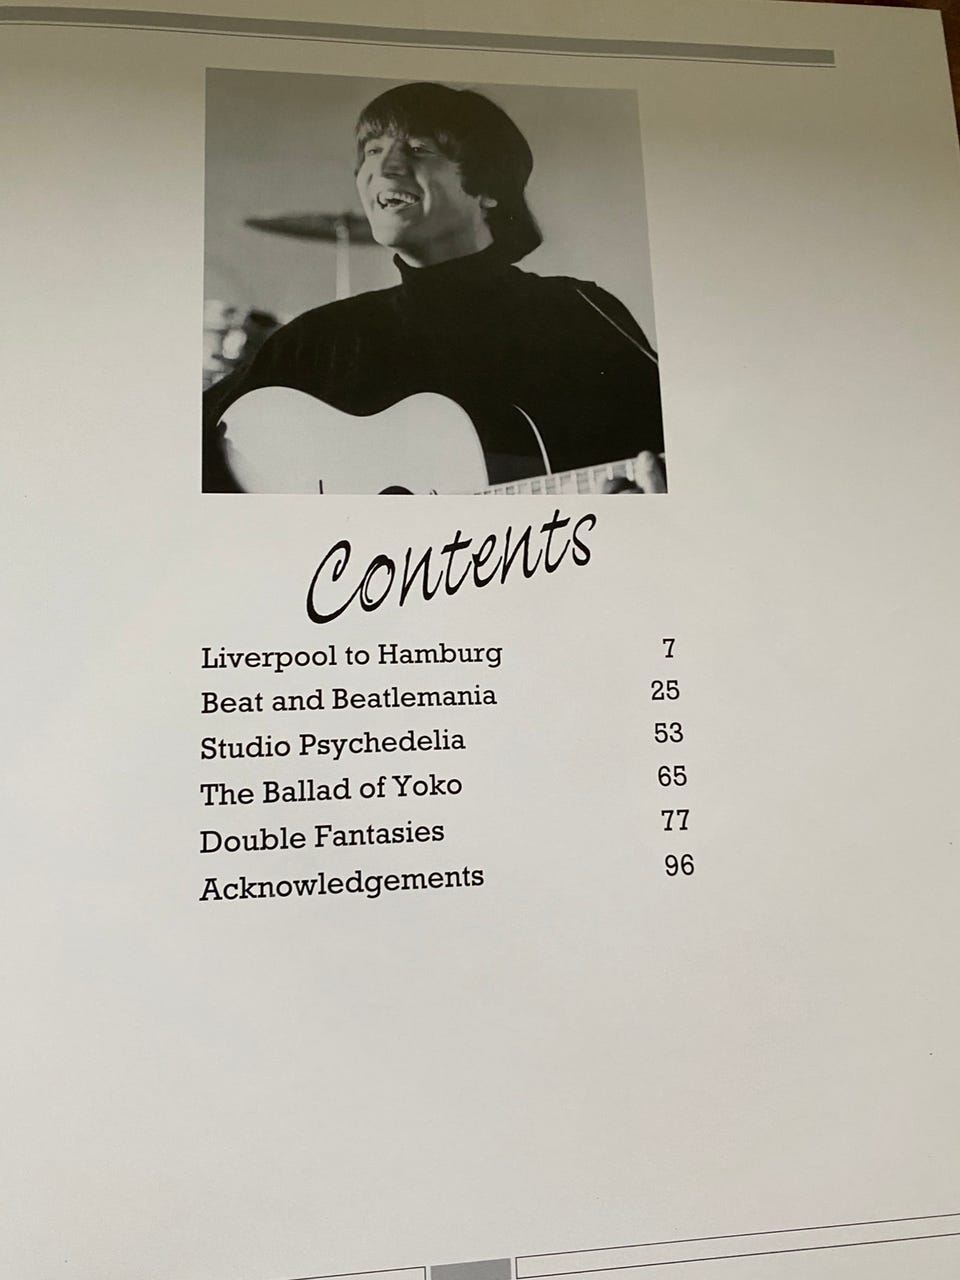 Contents
Liverpool to Hamburg 7
Beat and Beatlemania 25
Studio Psychedelia 53
The Ballad of Yoko 65
Double Fantasies 77
Acknowledgements 96